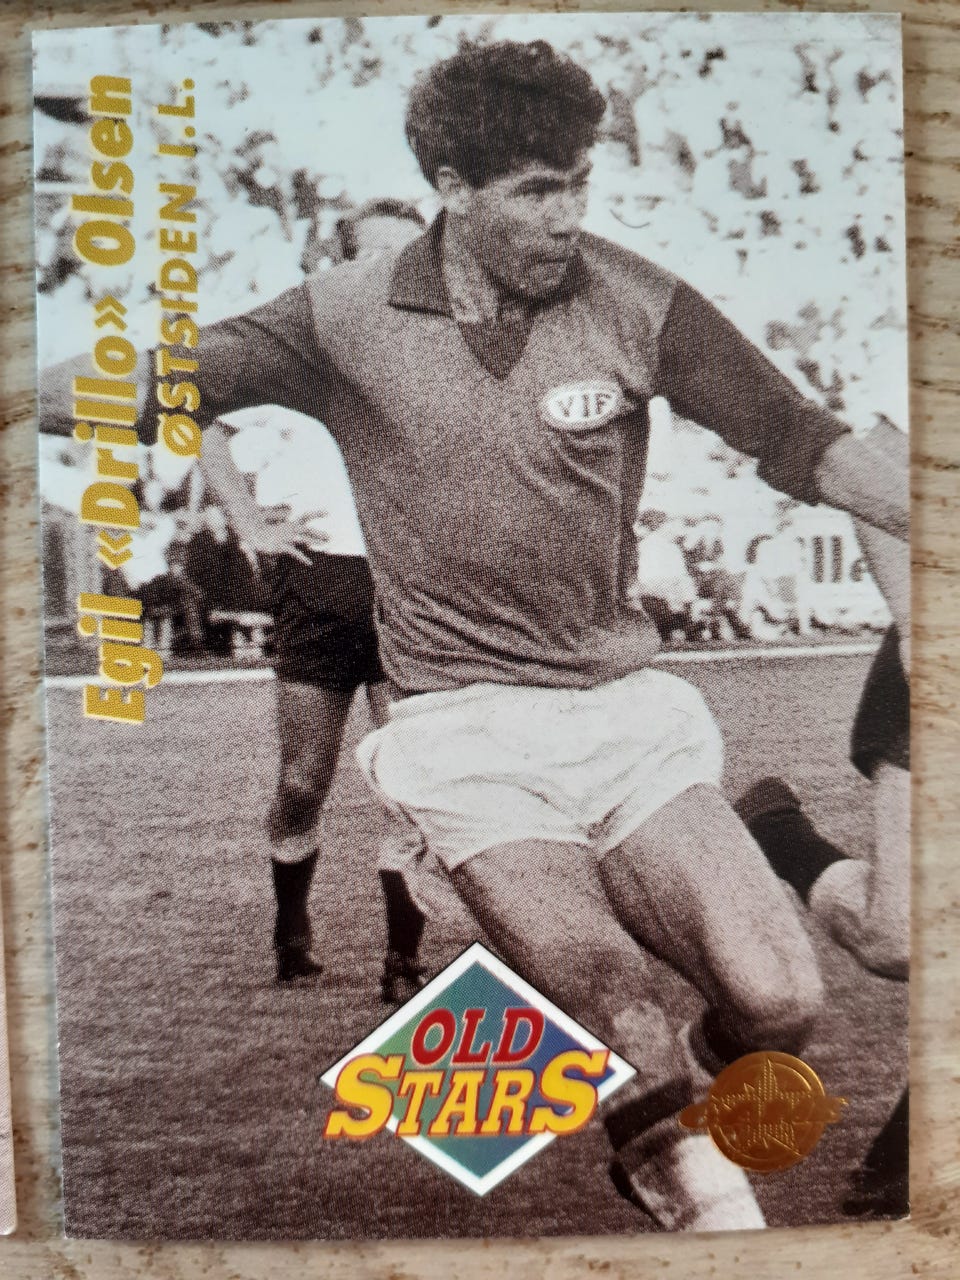 Egil «Drillo» Olsen
ØSTSIDEN I.L.
VIF
OLD
STARS